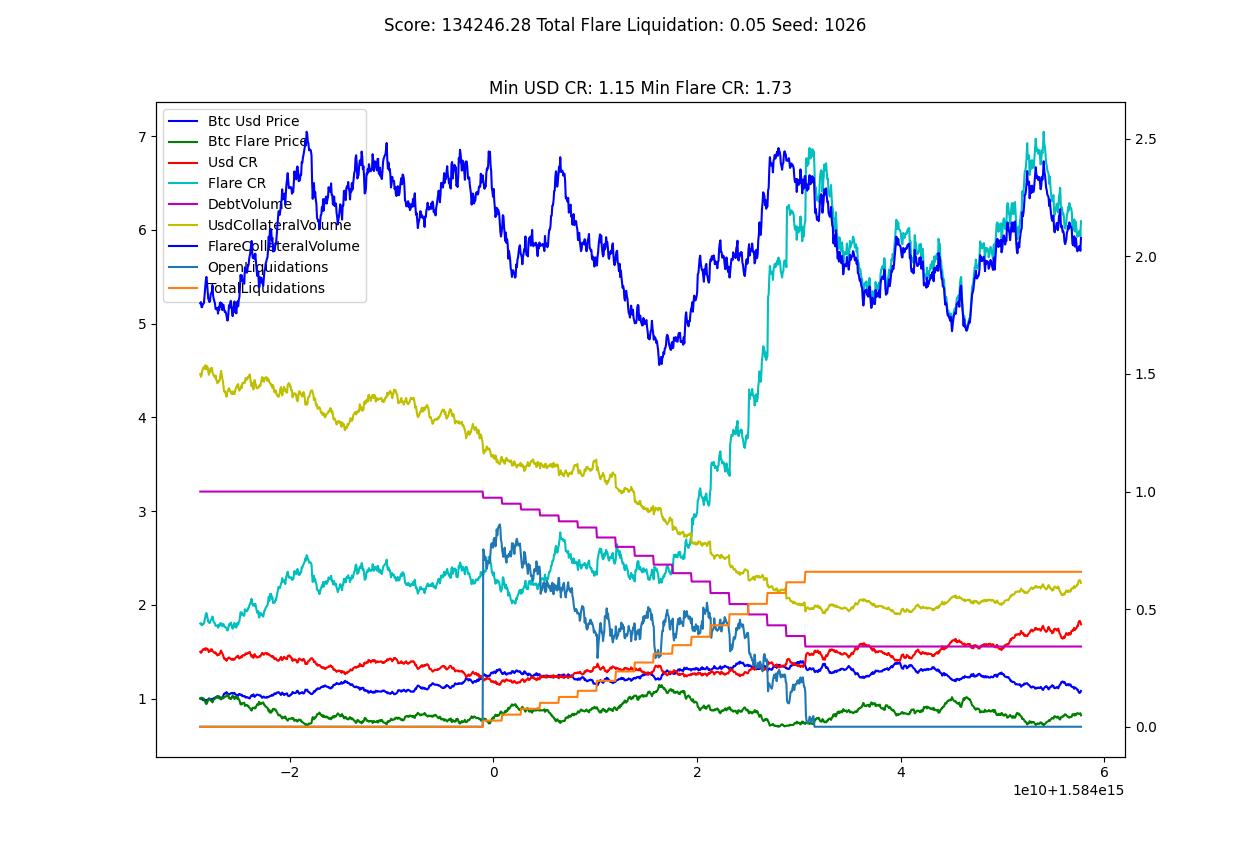 Score: 134246.28 Total Flare Liquidation: 0.05 Seed: 1026
Min USD CR: 1.15 Min Flare CR: 1.73
Btc Usd Price
Btc Flare Price
Usd CR
Flare CR
DebtVolume
UsdCollateralVolume
FlareCollateralVolume
OpenLiquidations
TotalLiquidations
7
6
5
4
3
2
1
2.5
2.0
1.5
1.0
0.5
0.0
−2
0
2
4
6
1e10+1.584e15